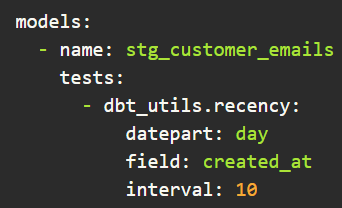 models:
  - name: stg_customer_emails
    tests:
      - dbt_utils.recency:
          datepart: day
          field: created_at
          interval: 10